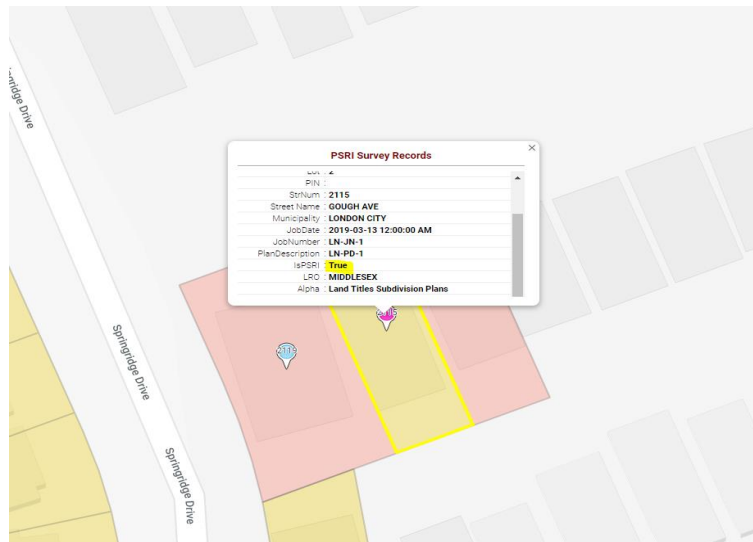 ngridge Drive
PSRI Survey Records
×
Lot : 2
PIN :
StrNum : 2115
Street Name : GOUGH AVE
Municipality : LONDON CITY
JobDate : 2019-03-13 12:00:00 AM
JobNumber : LN-JN-1
PlanDescription : LN-PD-1
IsPSRI : True
LRO : MIDDLESEX
Alpha : Land Titles Subdivision Plans
2115
Springridge Drive
Springridge Drive